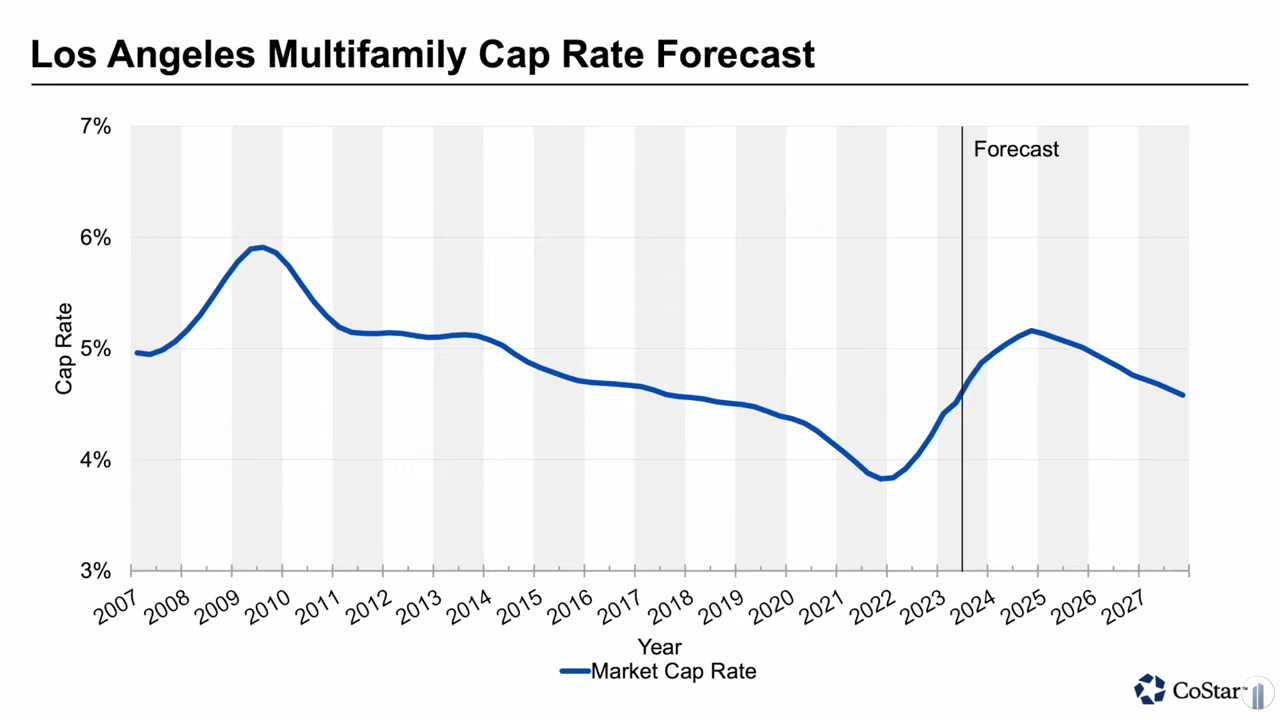 Los Angeles Multifamily Cap Rate Forecast
7%
Forecast
6%
5%
Cap Rate
4%
3%
2007 2008 2009 2010 2011 2012 2013 2014 2015 2016 2017 2018 2019 2020 2021 2022 2023 2024 2025 2026 2027
Year
Market Cap Rate
CoStar™